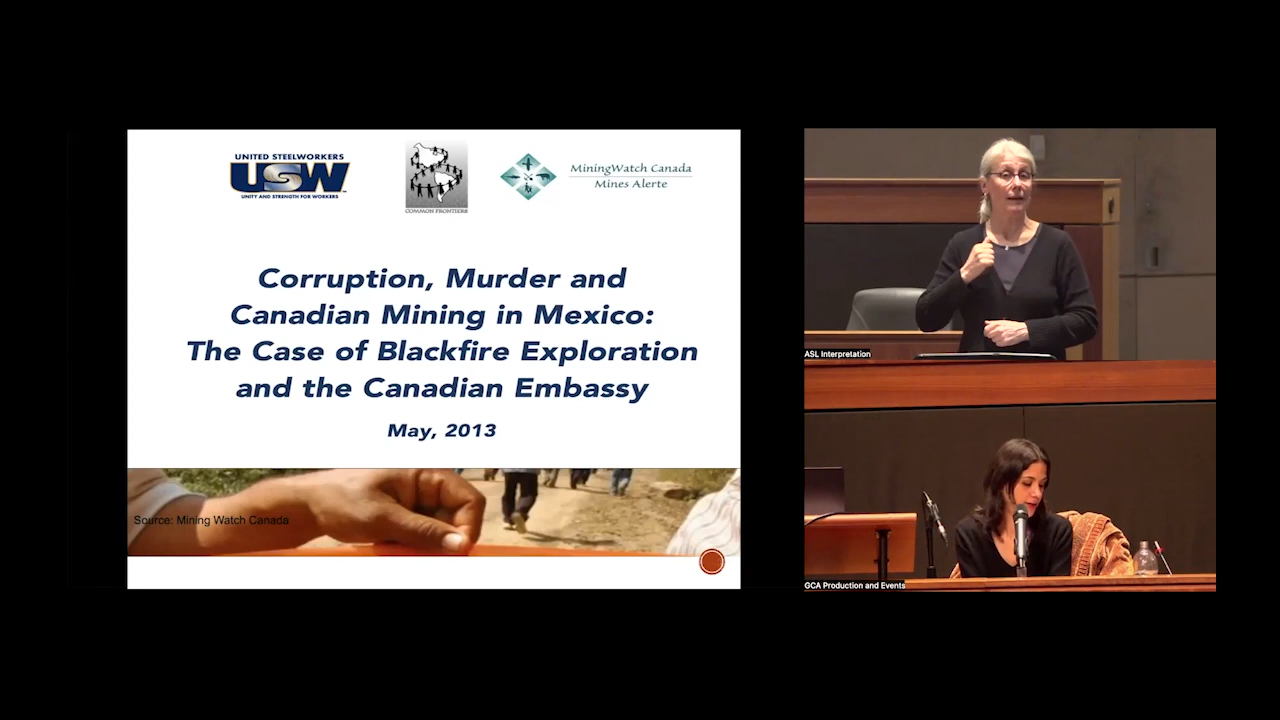 UNITED STEELWORKERS
USW
UNITY AND STRENGTH FOR WORKERS
COMMON FRONTIERS
MiningWatch Canada
Mines Alerte
Corruption, Murder and
Canadian Mining in Mexico:
The Case of Blackfire Exploration
and the Canadian Embassy
May, 2013
Source: Mining Watch Canada
ASL Interpretation
GCA Production and Events